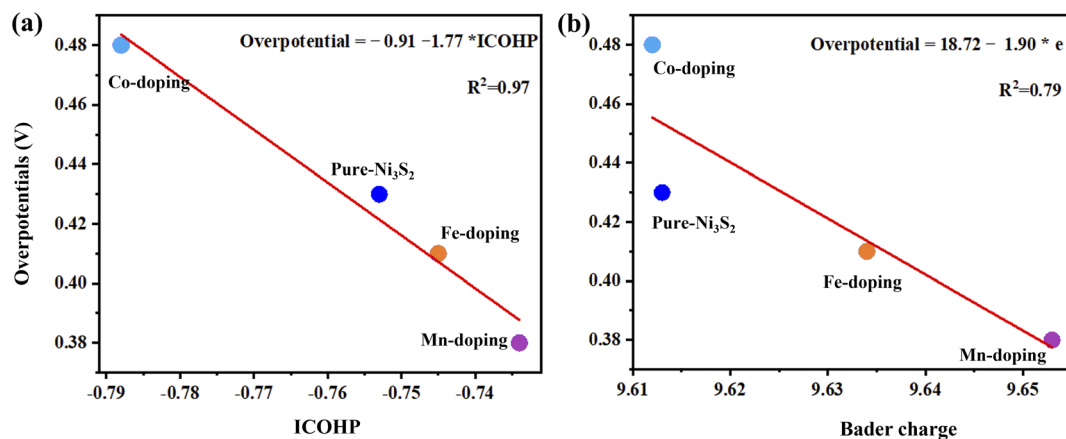 (a)
Overpotential = − 0.91 −1.77 *ICOHP
R²=0.97
Co-doping
Pure-Ni₃S₂
Fe-doping
Mn-doping
Overpotentials (V)
0.48
0.46
0.44
0.42
0.40
0.38
-0.79 -0.78 -0.77 -0.76 -0.75 -0.74
ICOHP
(b)
Overpotential = 18.72 − 1.90 * e
R²=0.79
Co-doping
Pure-Ni₃S₂
Fe-doping
Mn-doping
0.48
0.46
0.44
0.42
0.40
0.38
9.61 9.62 9.63 9.64 9.65
Bader charge